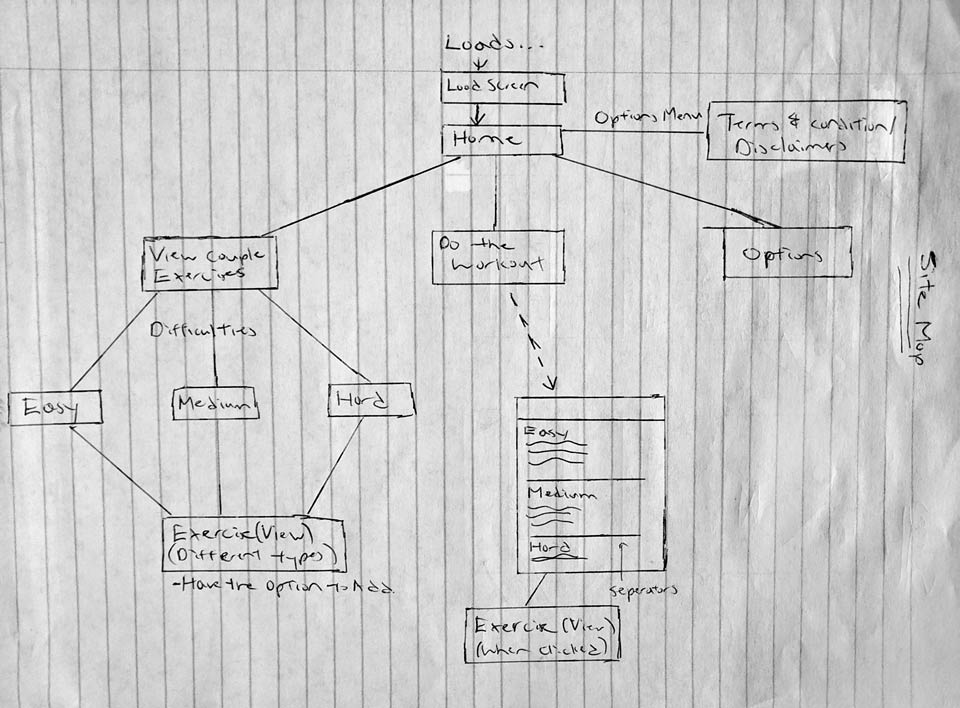 Loads...
Load Screen
Home
Options Menu
Terms & condition/
Disclaimers
View Couple
Exercises
Do the
Workout
Options
Site Map
Difficulties
Easy
Medium
Hard
Easy
Medium
Hard
seperators
Exercise (View)
(Different types)
-Have the option to Add.
Exercise (View)
(When clicked)